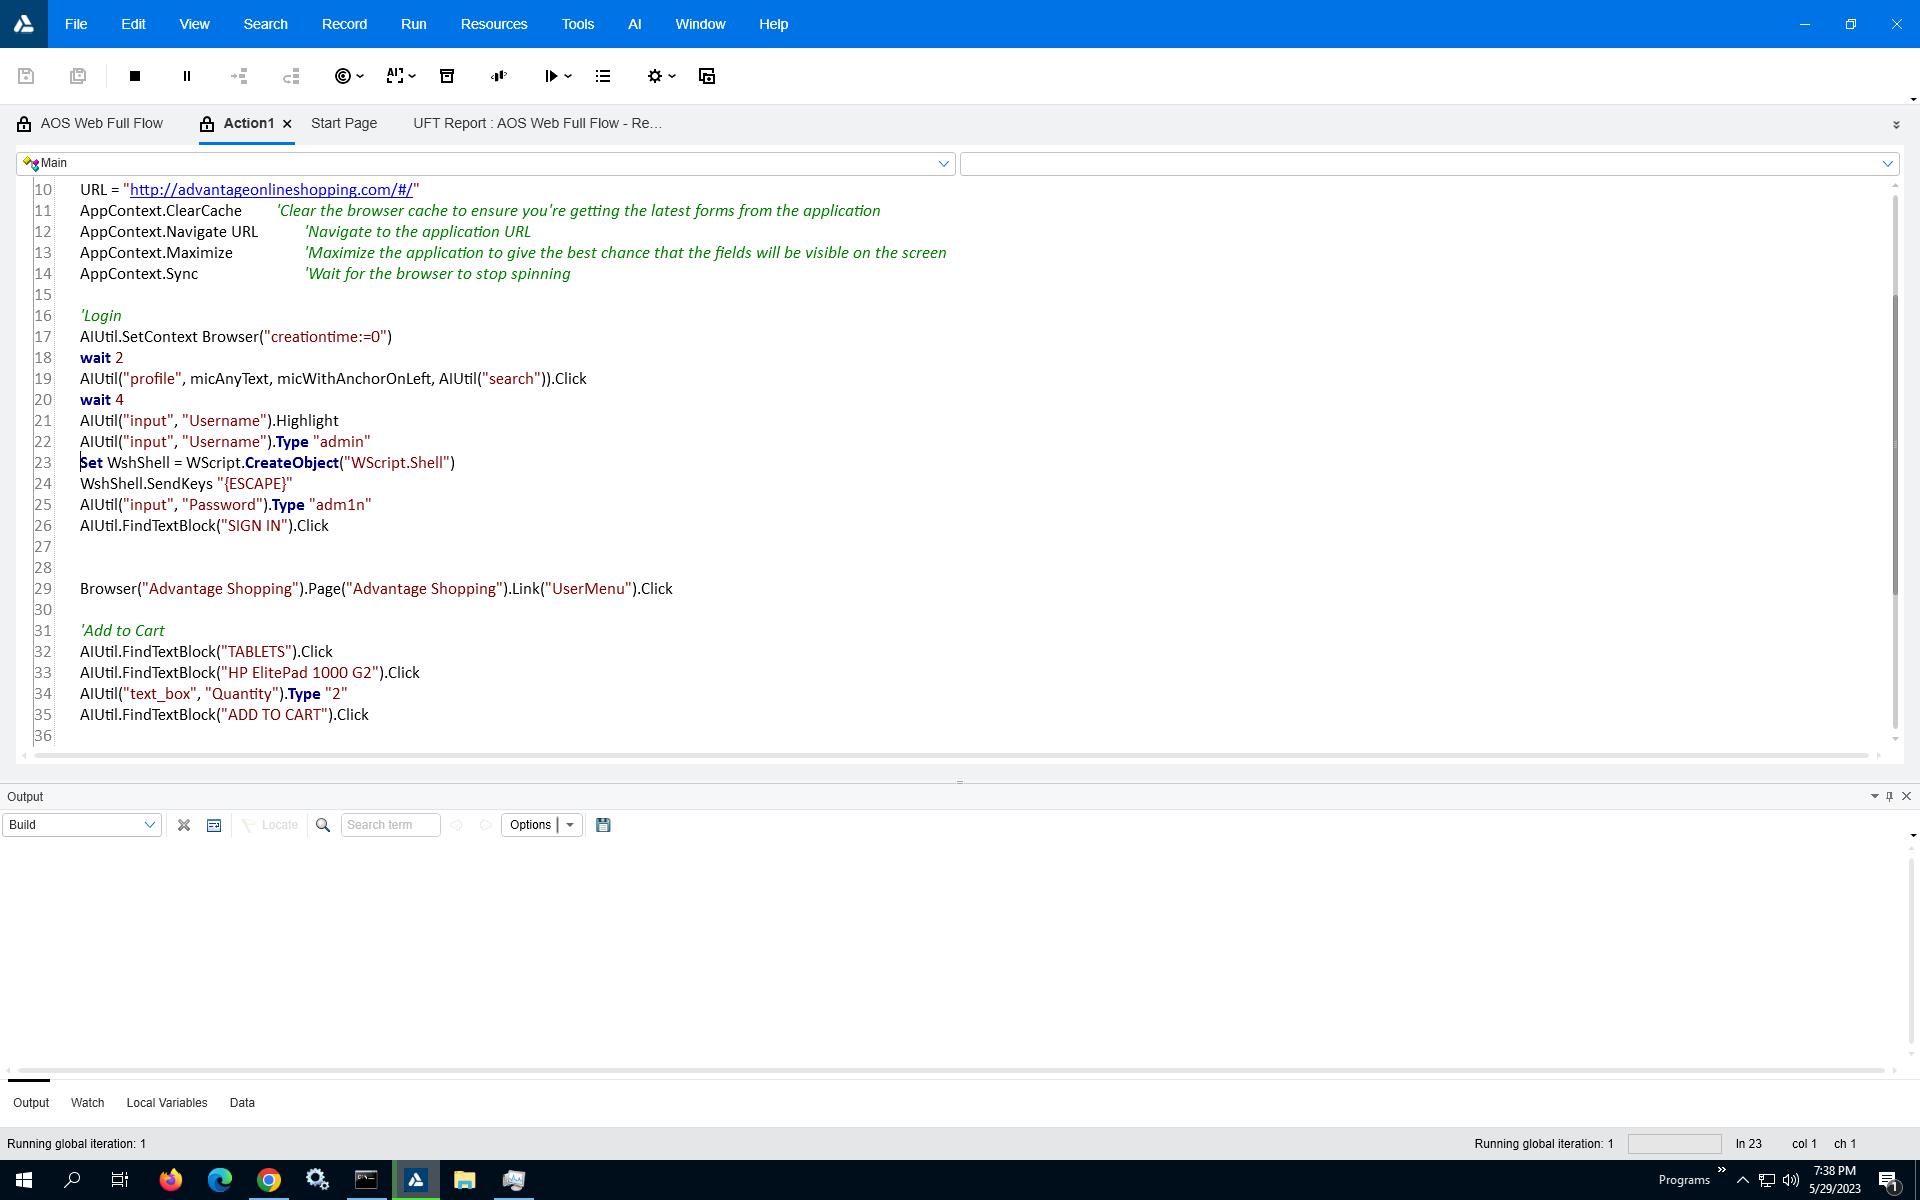 File Edit View Search Record Run Resources Tools AI Window Help
AI
AOS Web Full Flow Action1 Start Page UFT Report : AOS Web Full Flow - Re...
Main
10 URL = "http://advantageonlineshopping.com/#/"
11 AppContext.ClearCache 'Clear the browser cache to ensure you're getting the latest forms from the application
12 AppContext.Navigate URL 'Navigate to the application URL
13 AppContext.Maximize 'Maximize the application to give the best chance that the fields will be visible on the screen
14 AppContext.Sync 'Wait for the browser to stop spinning
15
16 'Login
17 AIUtil.SetContext Browser("creationtime:=0")
18 wait 2
19 AIUtil("profile", micAnyText, micWithAnchorOnLeft, AIUtil("search")).Click
20 wait 4
21 AIUtil("input", "Username").Highlight
22 AIUtil("input", "Username").Type "admin"
23 Set WshShell = WScript.CreateObject("WScript.Shell")
24 WshShell.SendKeys "{ESCAPE}"
25 AIUtil("input", "Password").Type "adm1n"
26 AIUtil.FindTextBlock("SIGN IN").Click
27
28
29 Browser("Advantage Shopping").Page("Advantage Shopping").Link("UserMenu").Click
30
31 'Add to Cart
32 AIUtil.FindTextBlock("TABLETS").Click
33 AIUtil.FindTextBlock("HP ElitePad 1000 G2").Click
34 AIUtil("text_box", "Quantity").Type "2"
35 AIUtil.FindTextBlock("ADD TO CART").Click
36
Output
Build Locate Search term Options
Output Watch Local Variables Data
Running global iteration: 1 Running global iteration: 1 ln 23 col 1 ch 1
Programs 7:38 PM
5/29/2023 1